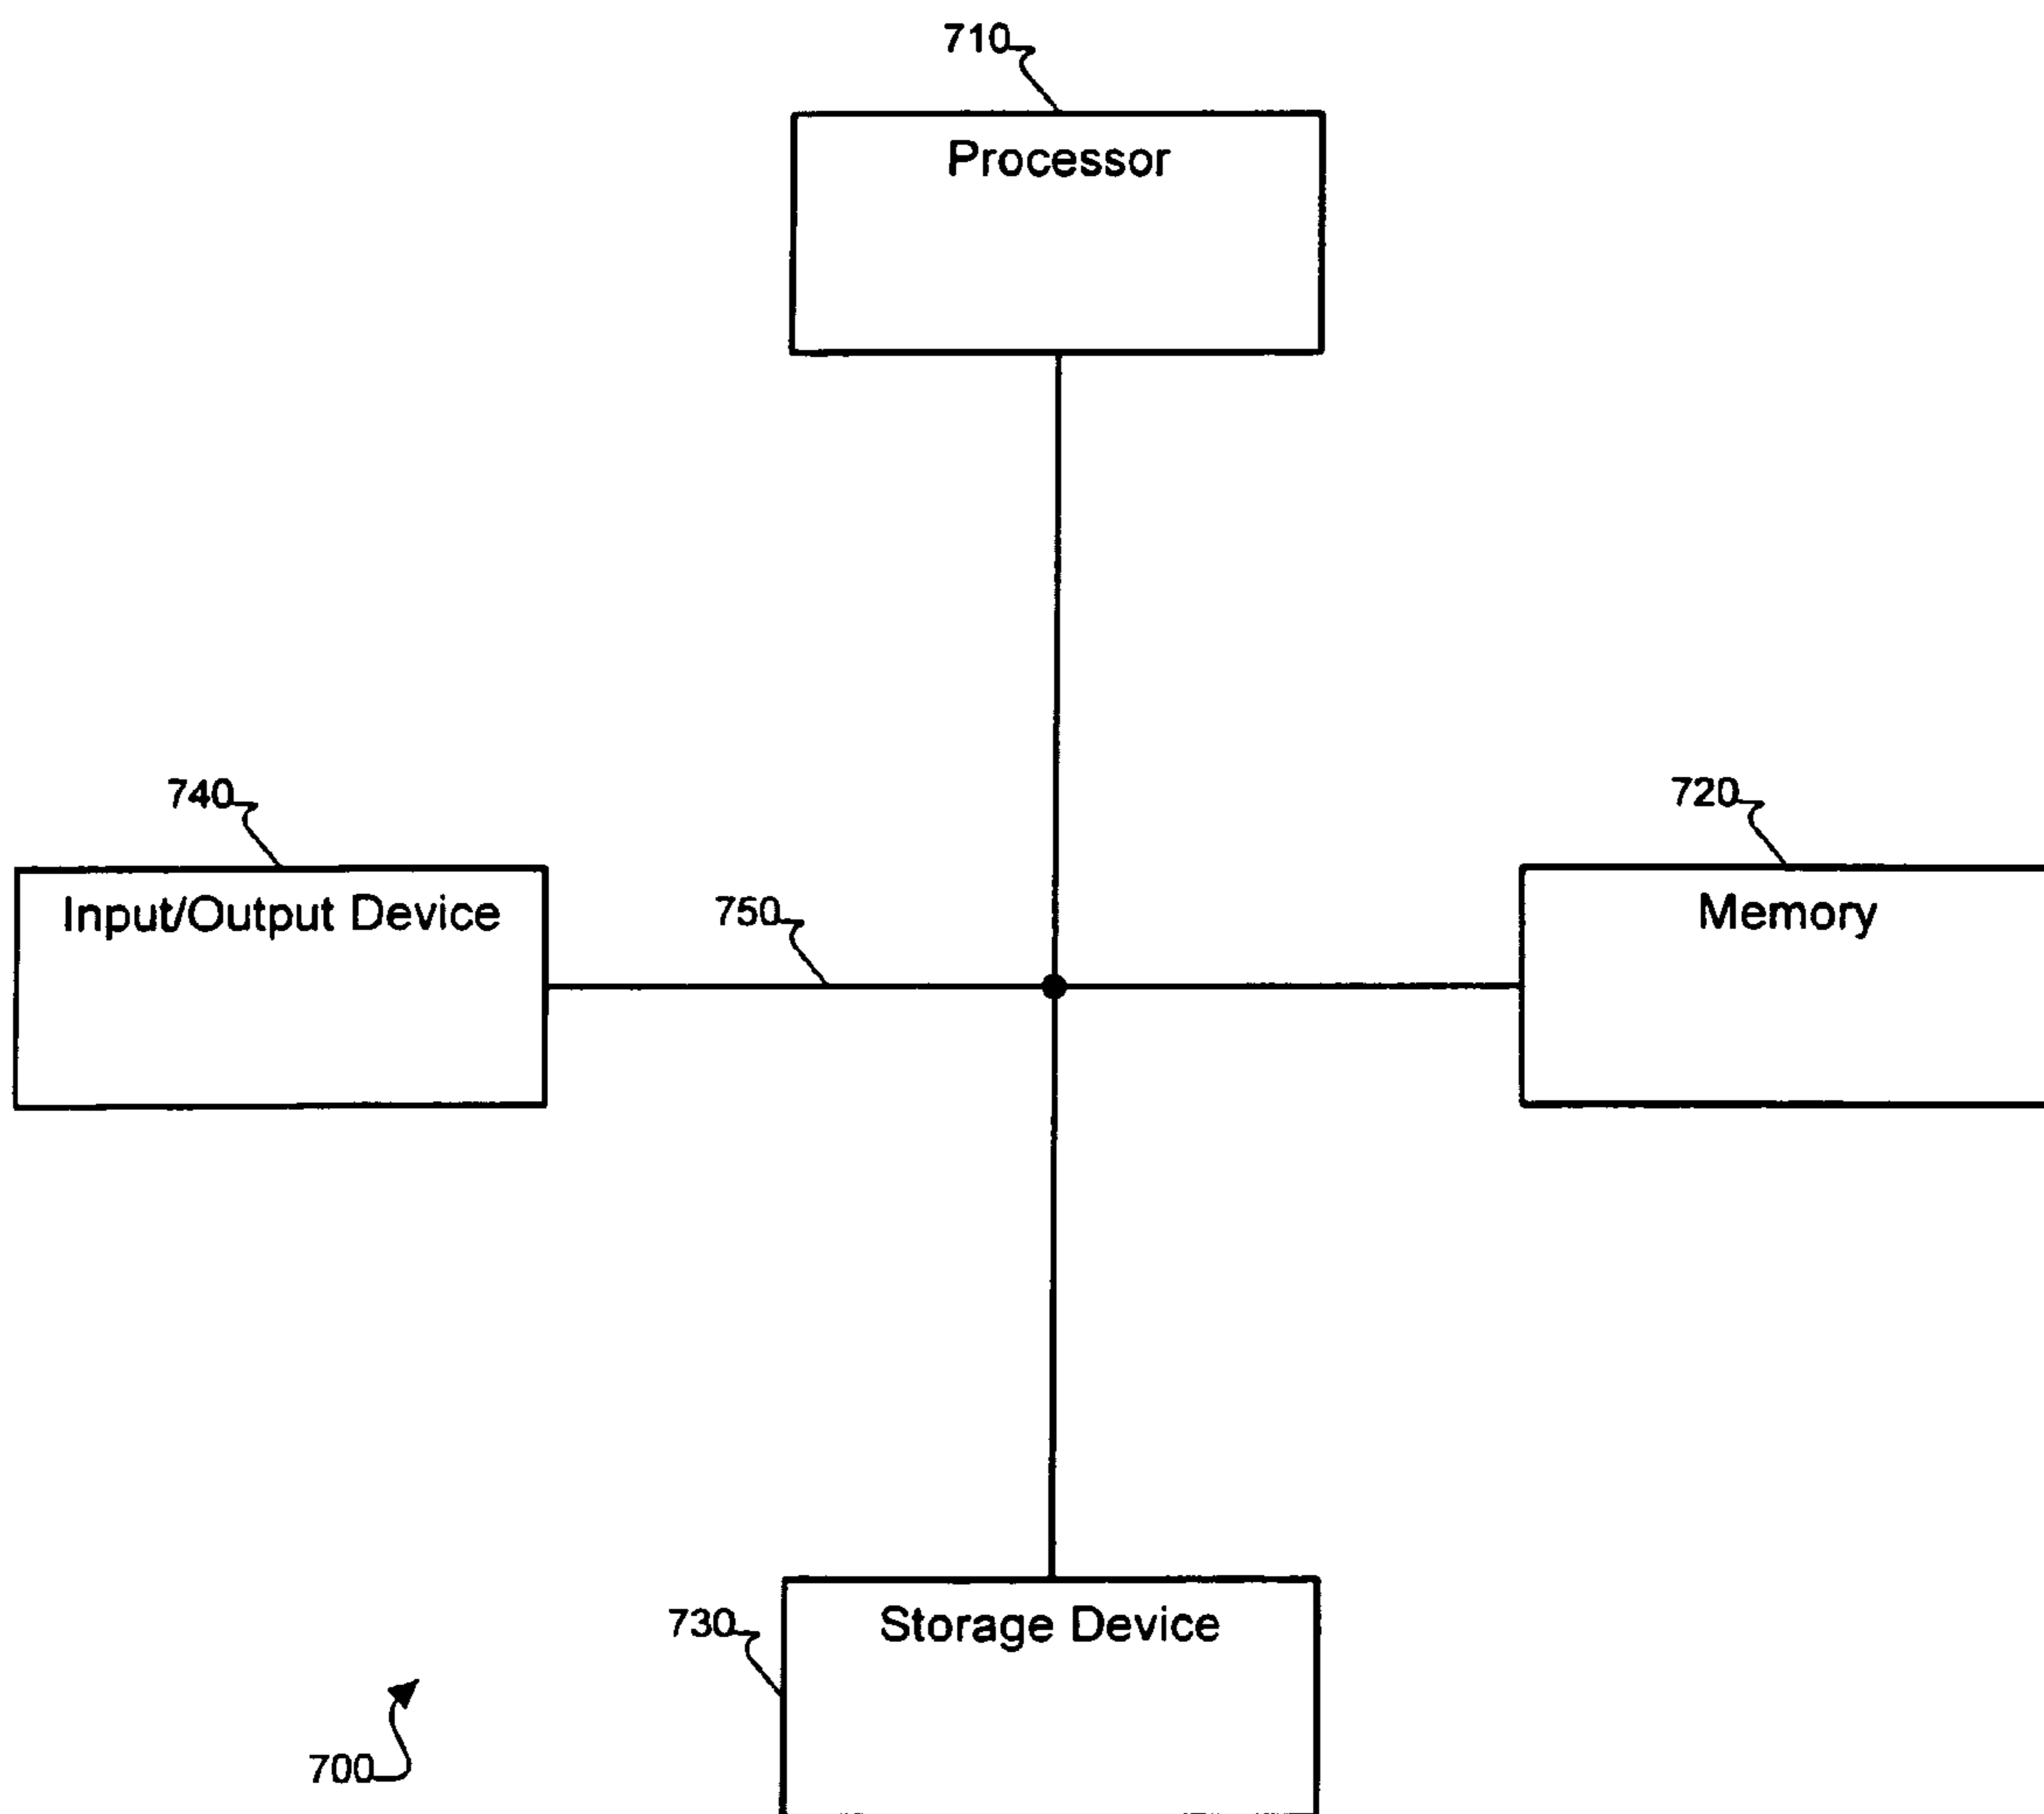 710
Processor
740
720
Input/Output Device
750
Memory
730
Storage Device
700